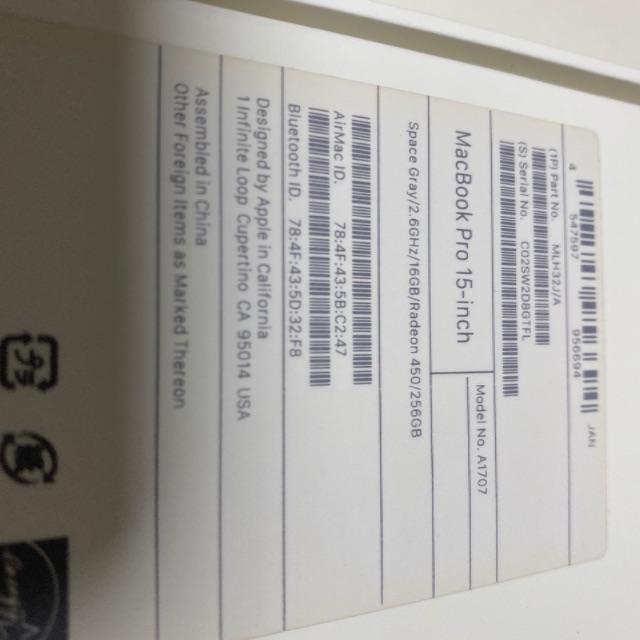 4 547597 956694 JAN
(1P) Part No. MLH32J/A
(S) Serial No. C02SW2D8GTFL
MacBook Pro 15-inch
Model No. A1707
Space Gray/2.6GHz/16GB/Radeon 450/256GB
AirMac ID. 78:4F:43:5B:C2:47
Bluetooth ID. 78:4F:43:5D:32:F8
Designed by Apple in California
1 Infinite Loop Cupertino CA 95014 USA
Assembled in China
Other Foreign Items as Marked Thereon
プラ